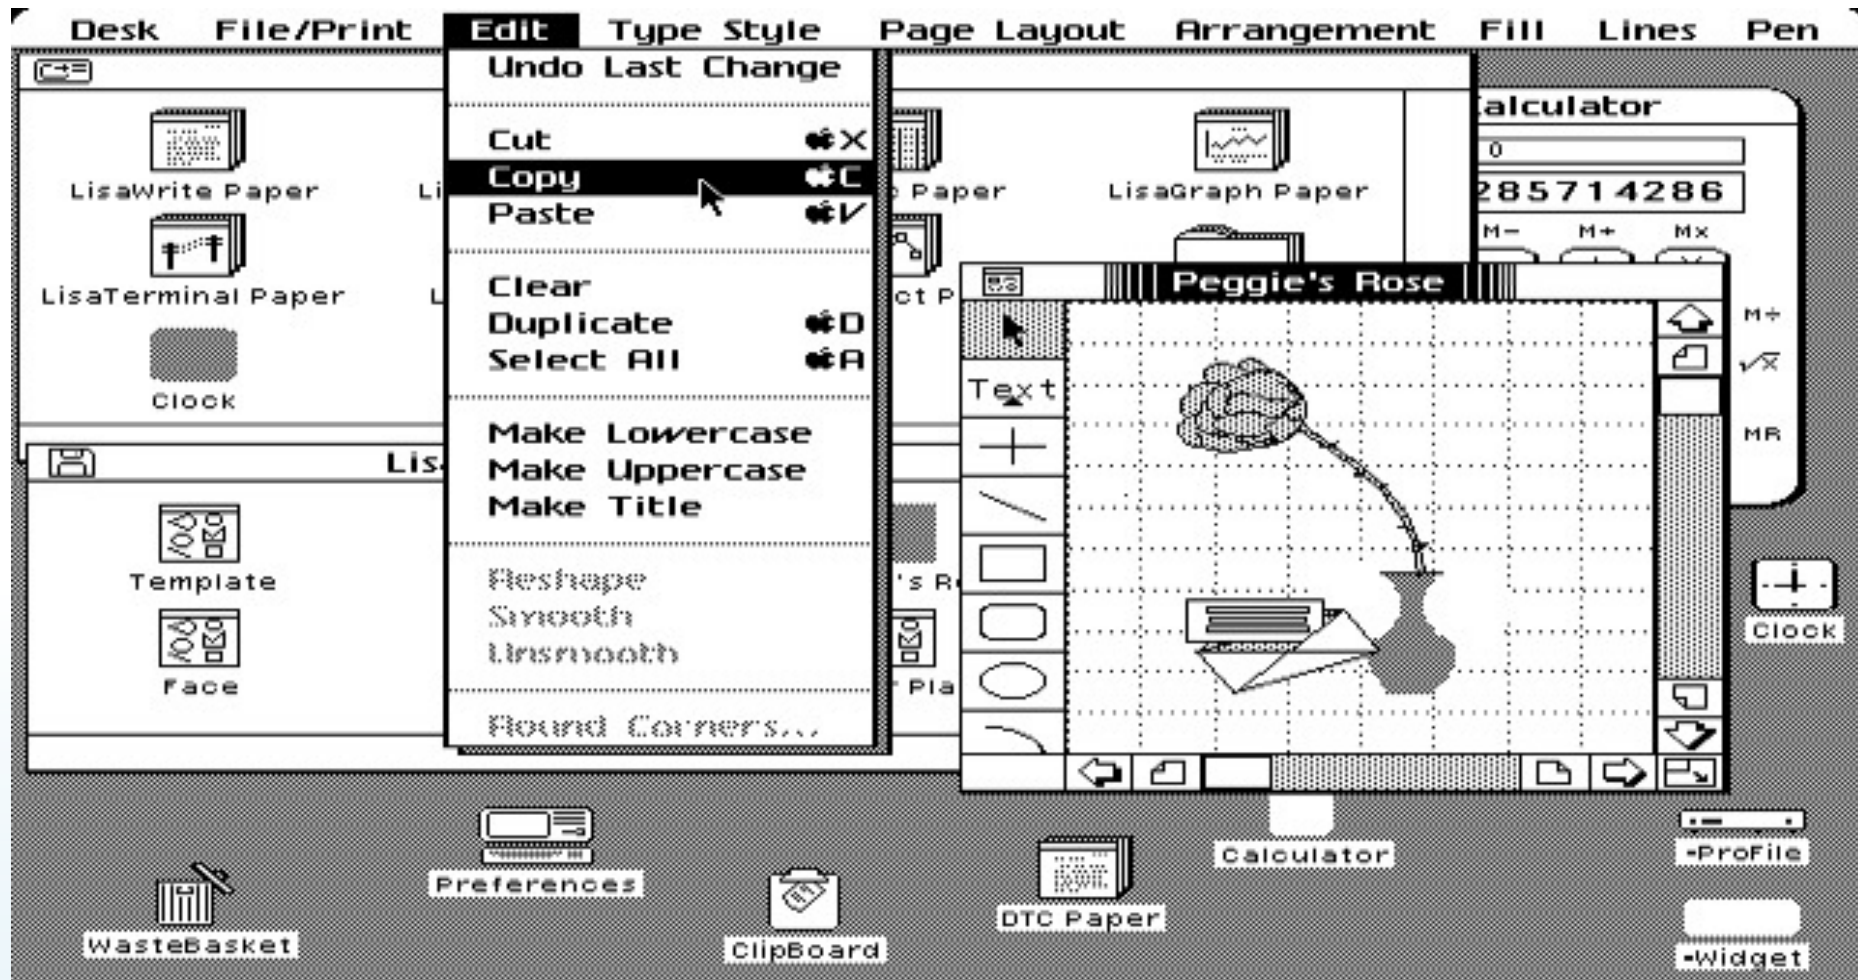 Desk File/Print Edit Type Style Page Layout Arrangement Fill Lines Pen
Undo Last Change
Cut X
Copy C
Paste V
Clear
Duplicate D
Select All A
Make Lowercase
Make Uppercase
Make Title
Reshape
Smooth
Unsmooth
Round Corners...
LisaWrite Paper
Paper
LisaGraph Paper
LisaTerminal Paper
Clock
Template
Face
alculator
0
285714286
M- M+ Mx
M÷
√x
MR
Peggie's Rose
Text
Clock
Preferences
Calculator
-ProFile
DTC Paper
WasteBasket
ClipBoard
-Widget